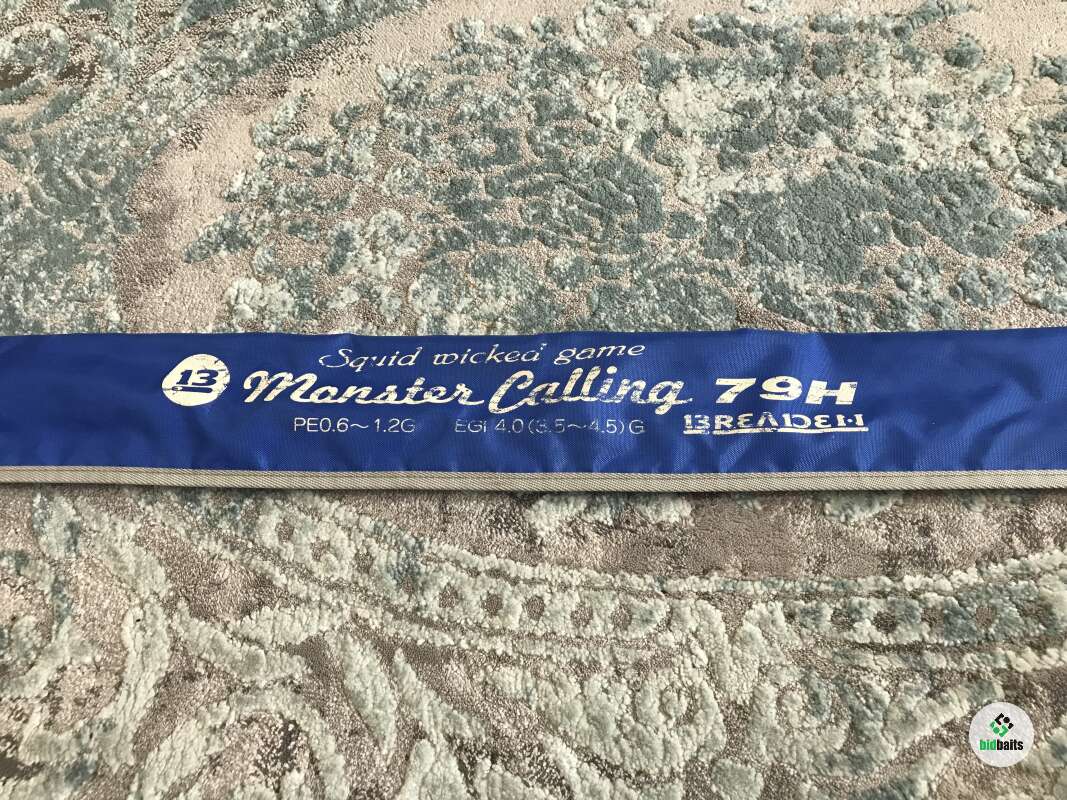 Squid wicked game
13 Monster Calling 79H
PE0.6～1.2G EGI 4.0(3.5～4.5)G BREADEN
bidbaits